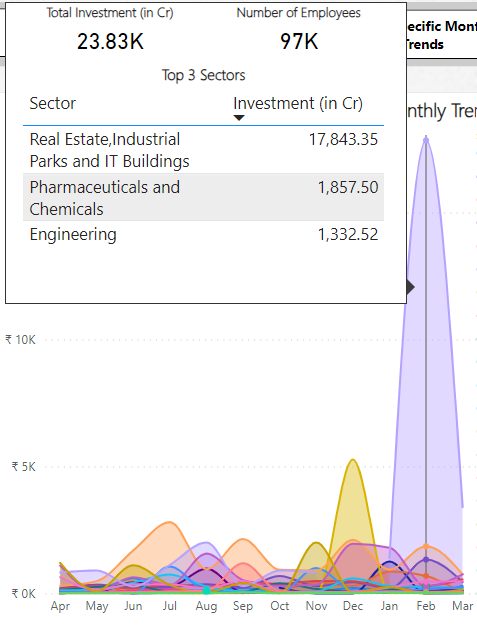 Total Investment (in Cr)
Number of Employees
23.83K
97K
Top 3 Sectors
Sector
Investment (in Cr)
Real Estate,Industrial
Parks and IT Buildings
17,843.35
Pharmaceuticals and
Chemicals
1,857.50
Engineering
1,332.52
ecific Mont
Trends
nthly Tre
₹ 10K
₹ 5K
₹ 0K
Apr May Jun Jul Aug Sep Oct Nov Dec Jan Feb Mar